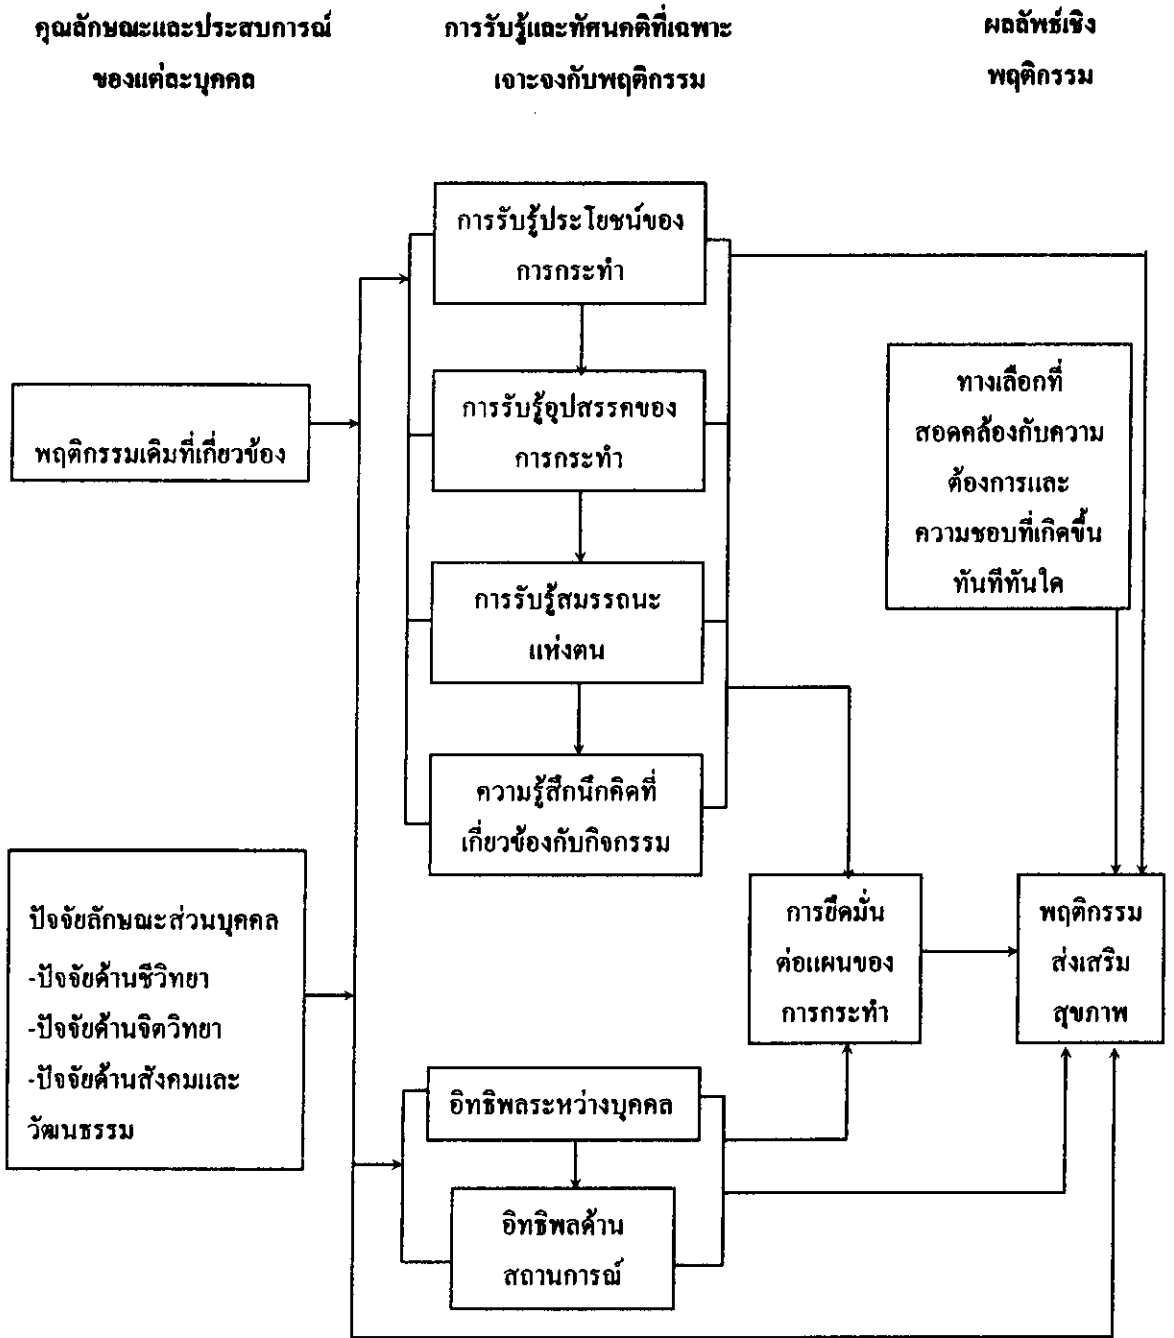 คุณลักษณะและประสบการณ์
ของแต่ละบุคคล
การรับรู้และทัศนคติที่เฉพาะ
เจาะจงกับพฤติกรรม
ผลลัพธ์เชิง
พฤติกรรม
การรับรู้ประโยชน์ของ
การกระทำ
การรับรู้อุปสรรคของ
การกระทำ
การรับรู้สมรรถนะ
แห่งตน
ความรู้สึกนึกคิดที่
เกี่ยวข้องกับกิจกรรม
พฤติกรรมเดิมที่เกี่ยวข้อง
ทางเลือกที่
สอดคล้องกับความ
ต้องการและ
ความชอบที่เกิดขึ้น
ทันทีทันใด
ปัจจัยลักษณะส่วนบุคคล
-ปัจจัยด้านชีวิทยา
-ปัจจัยด้านจิตวิทยา
-ปัจจัยด้านสังคมและ
วัฒนธรรม
การยึดมั่น
ต่อแผนของ
การกระทำ
พฤติกรรม
ส่งเสริม
สุขภาพ
อิทธิพลระหว่างบุคคล
อิทธิพลด้าน
สถานการณ์